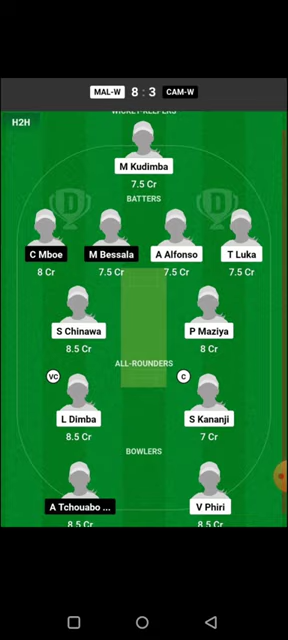 MAL-W 8 : 3 CAM-W
WICKET-KEEPERS
H2H
M Kudimba
7.5 Cr
BATTERS
C Mboe M Bessala A Alfonso T Luka
8 Cr 7.5 Cr 7.5 Cr 7.5 Cr
S Chinawa P Maziya
8.5 Cr 8 Cr
ALL-ROUNDERS
VC C
L Dimba S Kananji
8.5 Cr 7 Cr
BOWLERS
A Tchouabo ... V Phiri
8.5 Cr 8.5 Cr